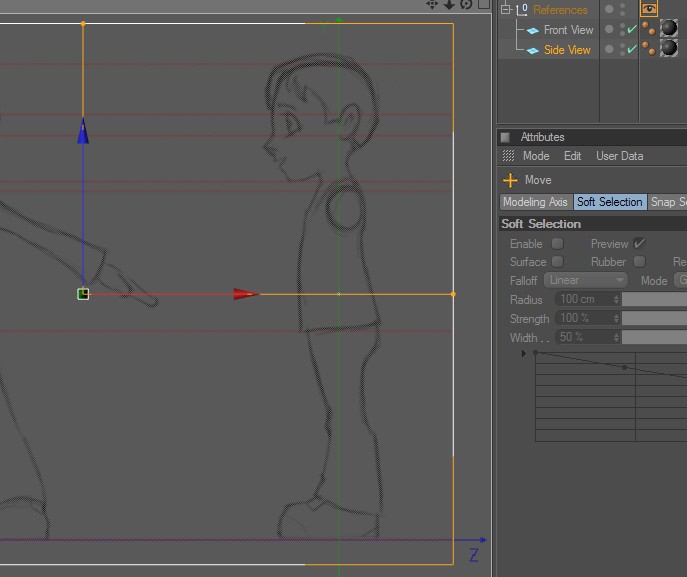 References
Front View
Side View
Attributes
Mode Edit User Data
Move
Modeling Axis Soft Selection Snap Se
Soft Selection
Enable Preview
Surface Rubber Re
Falloff Linear Mode G
Radius 100 cm
Strength 100 %
Width . . 50 %
Z